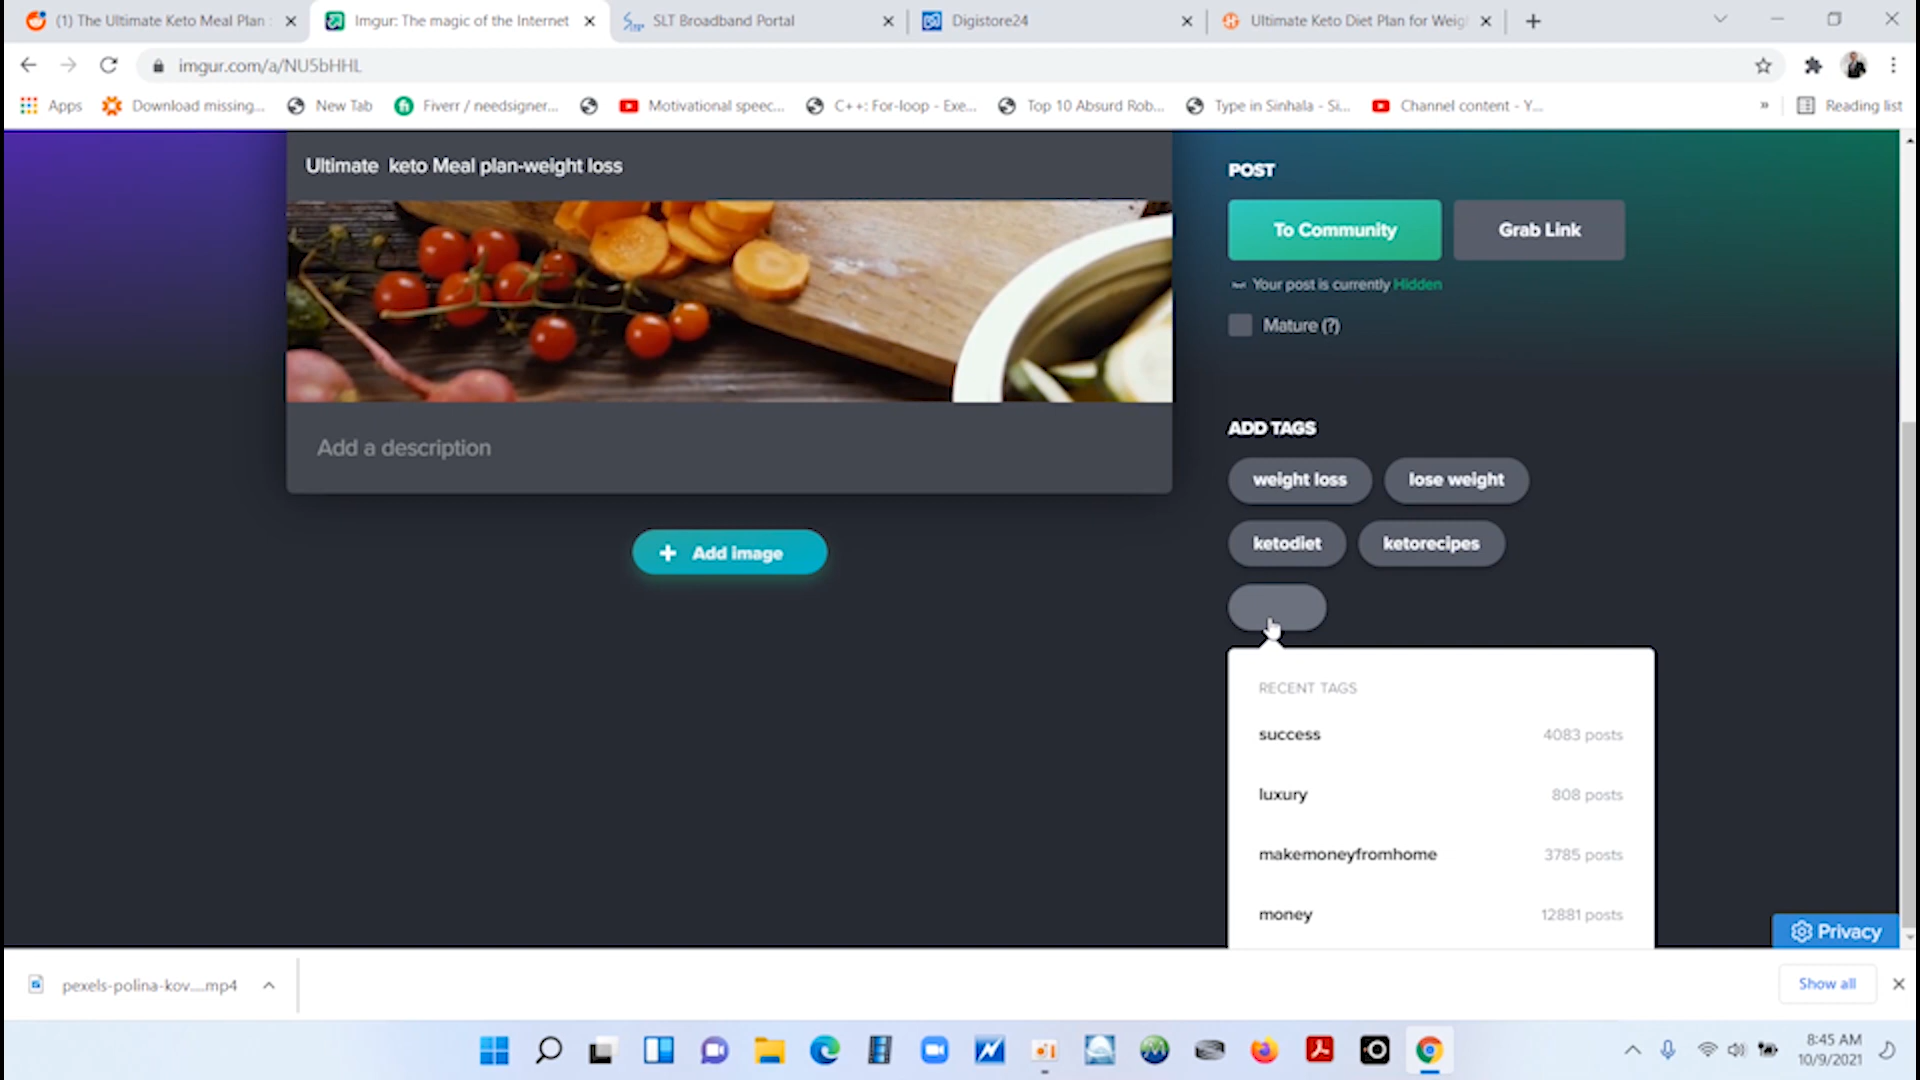 (1) The Ultimate Keto Meal Plan :
Imgur: The magic of the Internet
SLT Broadband Portal
Digistore24
Ultimate Keto Diet Plan for Weig
imgur.com/a/NU5bHHL
Apps
Download missing...
New Tab
Fiverr / needsigner...
Motivational speec...
C++: For-loop - Exe...
Top 10 Absurd Rob...
Type in Sinhala - Si...
Channel content - Y...
»
Reading list
Ultimate keto Meal plan-weight loss
POST
To Community
Grab Link
Your post is currently Hidden
Mature (?)
Add a description
ADD TAGS
weight loss
lose weight
ketodiet
ketorecipes
+ Add image
RECENT TAGS
success 4083 posts
luxury 808 posts
makemoneyfromhome 3785 posts
money 12881 posts
Privacy
pexels-polina-kov....mp4
Show all
8:45 AM
10/9/2021